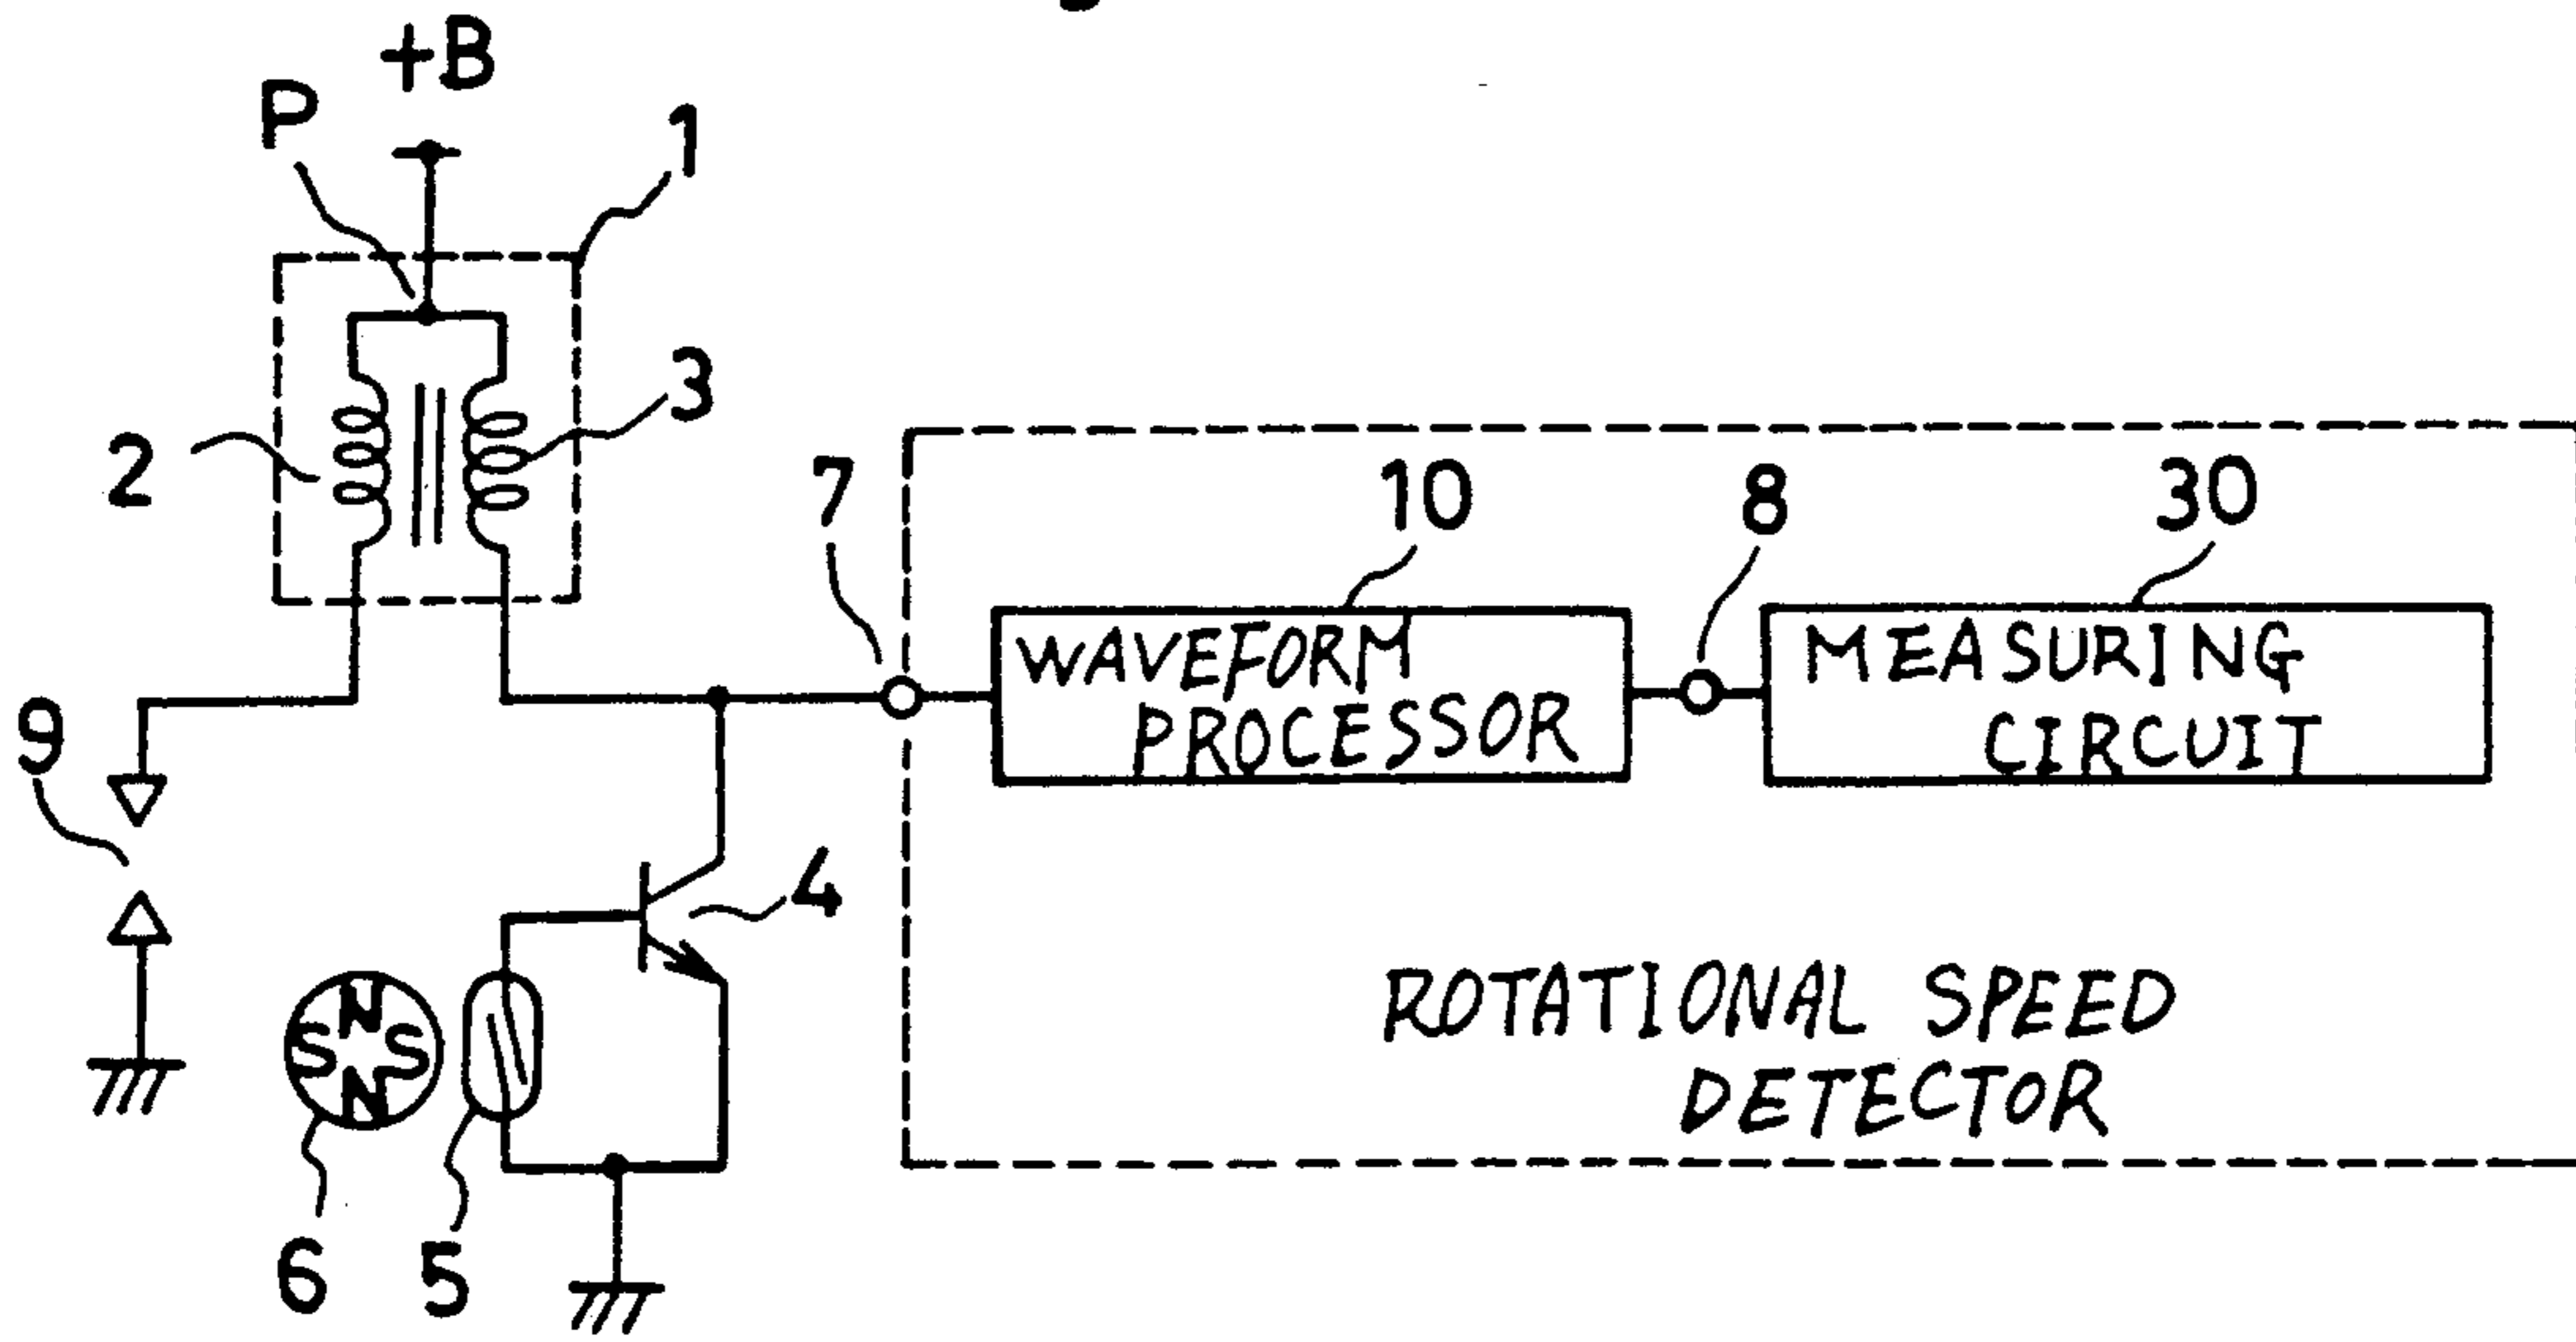 +B
P
1
3
2
7
10
8
30
WAVEFORM
PROCESSOR
MEASURING
CIRCUIT
9
4
N
S S
N
ROTATIONAL SPEED
DETECTOR
6
5